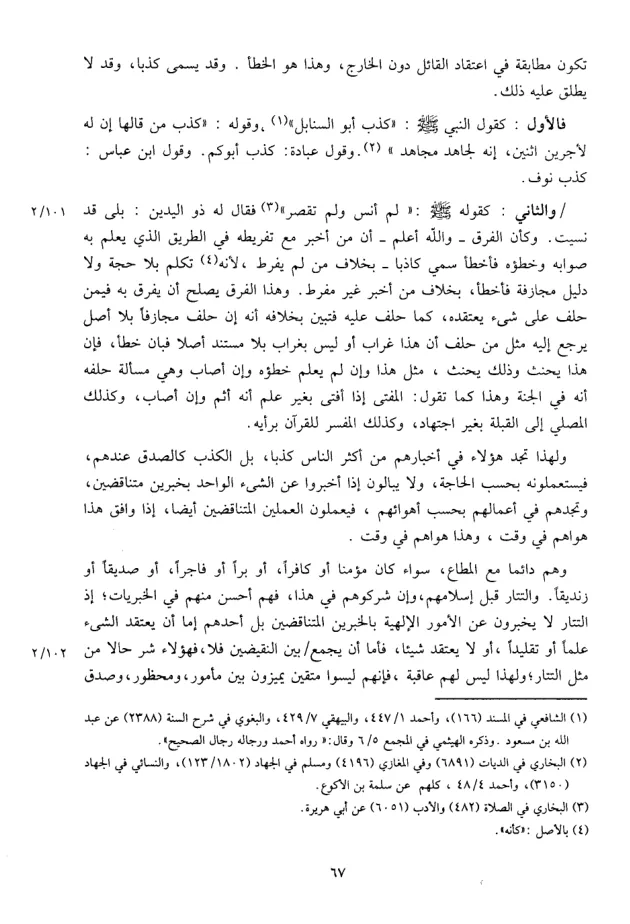 تكون مطابقة في اعتقاد القائل دون الخارج، وهذا هو الخطأ . وقد يسمى كذبا، وقد لا
يطلق عليه ذلك.
فالأول : كقول النبي ﷺ : «كذب أبو السنابل»(١) ،وقوله : «كذب من قالها إن له
لأجرين اثنين، إنه لجاهد مجاهد » (٢).وقول عبادة: كذب أبوكم. وقول ابن عباس :
كذب نوف.
/والثاني : كقوله ﷺ :« لم أنس ولم تقصر»(٣) فقال له ذو اليدين : بلى قد ٢/١٠١
نسيت. وكأن الفرق ـ والله أعلم ـ أن من أخبر مع تفريطه في الطريق الذي يعلم به
صوابه وخطؤه فأخطأ سمي كاذبا ـ بخلاف من لم يفرط ،لأنه(٤) تكلم بلا حجة ولا
دليل مجازفة فأخطأ، بخلاف من أخبر غير مفرط. وهذا الفرق يصلح أن يفرق به فيمن
حلف على شىء يعتقده، كما حلف عليه فتبين بخلافه أنه إن حلف مجازفاً بلا أصل
يرجع إليه مثل من حلف أن هذا غراب أو ليس بغراب بلا مستند أصلا فبان خطأ، فإن
هذا يحنث وذلك يحنث ، مثل هذا وإن لم يعلم خطؤه وإن أصاب وهي مسألة حلفه
أنه في الجنة وهذا كما تقول: المفتى إذا أفتى بغير علم أنه أثم وإن أصاب، وكذلك
المصلي إلى القبلة بغير اجتهاد، وكذلك المفسر للقرآن برأيه.
ولهذا تجد هؤلاء في أخبارهم من أكثر الناس كذبا، بل الكذب كالصدق عندهم،
فيستعملونه بحسب الحاجة، ولا يبالون إذا أخبروا عن الشىء الواحد بخبرين متناقضين،
وتجدهم في أعمالهم بحسب أهوائهم ، فيعملون العملين المتناقضين أيضا، إذا وافق هذا
هواهم في وقت ، وهذا هواهم في وقت .
وهم دائما مع المطاع، سواء كان مؤمنا أو كافراً، أو براً أو فاجراً، أو صديقاً أو
زنديقاً. والتتار قبل إسلامهم،وإن شركوهم في هذا، فهم أحسن منهم في الخبريات؛ إذ
التتار لا يخبرون عن الأمور الإلهية بالخبرين المتناقضين بل أحدهم إما أن يعتقد الشىء
علماً أو تقليداً ،أو لا يعتقد شيئا، فأما أن يجمع/ بين النقيضين فلا،فهؤلاء شر حالا من ٢/١٠٢
مثل التتار؛ولهذا ليس لهم عاقبة ،فإنهم ليسوا متقين يميزون بين مأمور،ومحظور،وصدق
(١) الشافعي في المسند (١٦٦)، وأحمد ١/ ٤٤٧، والبيهقي ٧/ ٤٢٩، والبغوي في شرح السنة (٢٣٨٨) عن عبد
الله بن مسعود .وذكره الهيثمي في المجمع ٥/ ٦ وقال:« رواه أحمد ورجاله رجال الصحيح».
(٢) البخاري في الديات (٦٨٩١) وفي المغازي (٤١٩٦) ومسلم في الجهاد (١٢٣/١٨٠٢)، والنسائي في الجهاد
(٣١٥٠)، وأحمد ٤/ ٤٨، كلهم عن سلمة بن الأكوع.
(٣) البخاري في الصلاة (٤٨٢) والأدب (٦٠٥١) عن أبي هريرة.
(٤) بالأصل :«كأنه».
٦٧